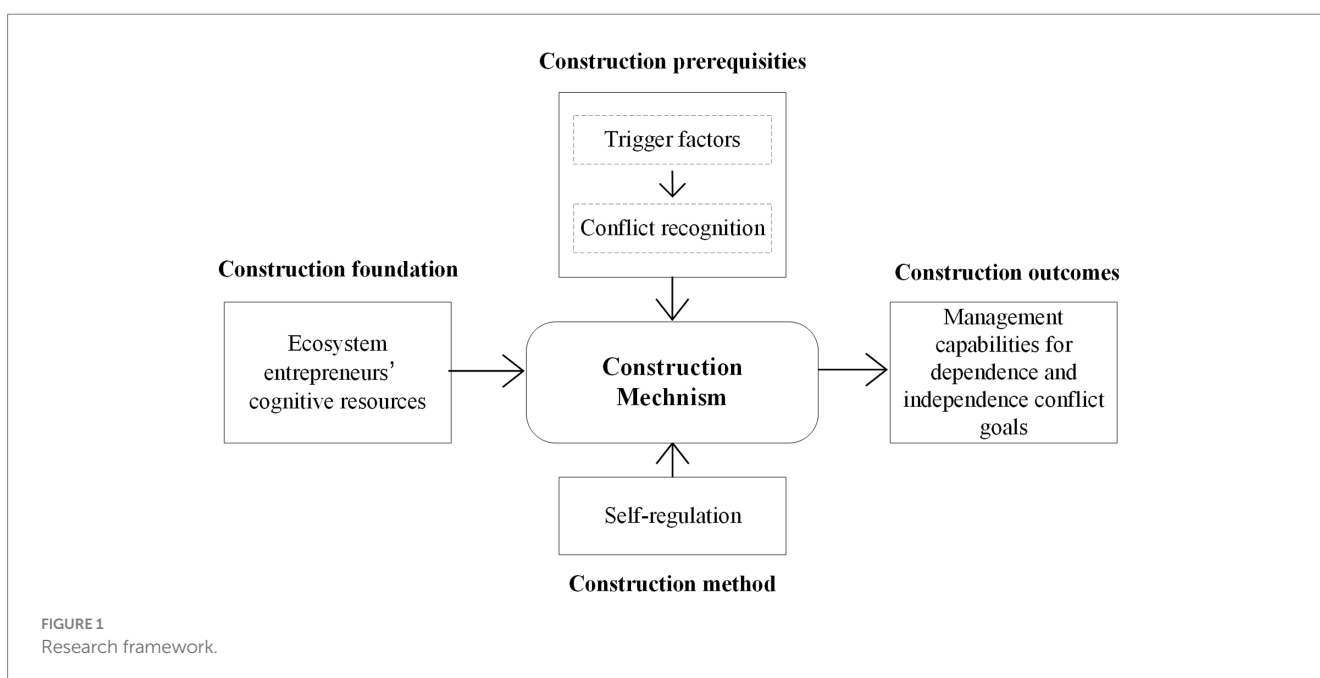 Construction prerequisities
Trigger factors
Conflict recognition
Construction foundation
Ecosystem
entrepreneurs’
cognitive resources
Construction
Mechnism
Construction outcomes
Management
capabilities for
dependence and
independence conflict
goals
Self-regulation
Construction method
FIGURE 1
Research framework.